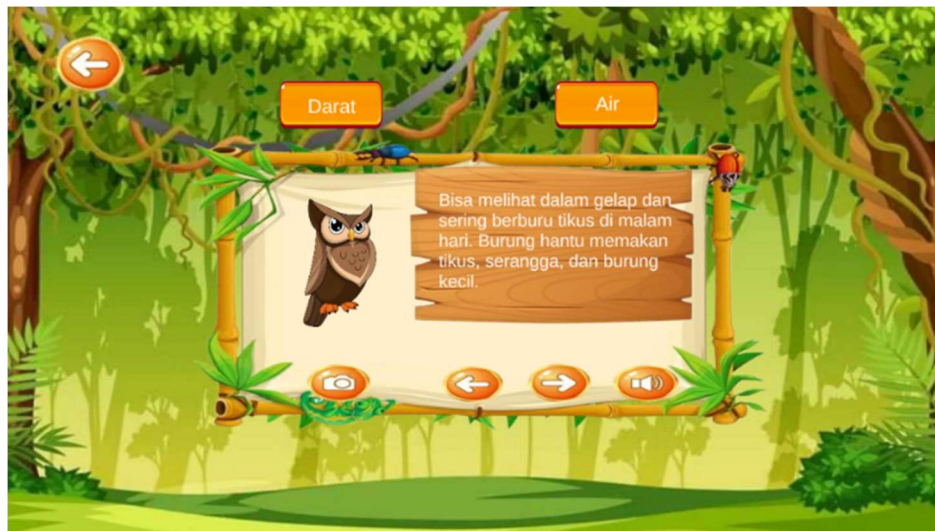 Darat
Air
Bisa melihat dalam gelap dan
sering berburu tikus di malam
hari. Burung hantu memakan
tikus, serangga, dan burung
kecil.